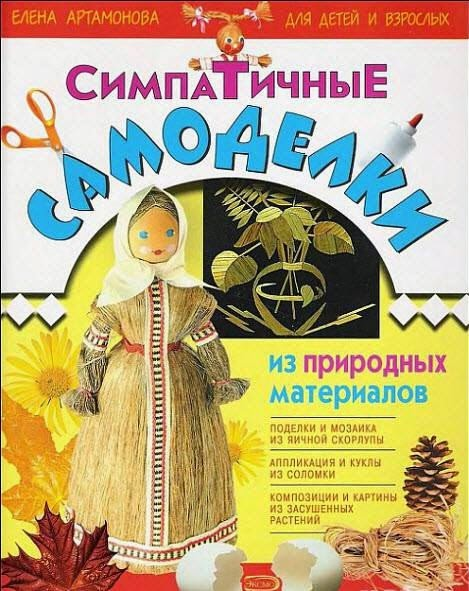 ЕЛЕНА АРТАМОНОВА
ДЛЯ ДЕТЕЙ И ВЗРОСЛЫХ
СИМПАТИЧНЫЕ
САМОДЕЛКИ
ИЗ ПРИРОДНЫХ
МАТЕРИАЛОВ
ПОДЕЛКИ И МОЗАИКА
ИЗ ЯИЧНОЙ СКОРЛУПЫ
АППЛИКАЦИЯ И КУКЛЫ
ИЗ СОЛОМКИ
КОМПОЗИЦИИ И КАРТИНЫ
ИЗ ЗАСУШЕННЫХ
РАСТЕНИЙ
ЭКСМО